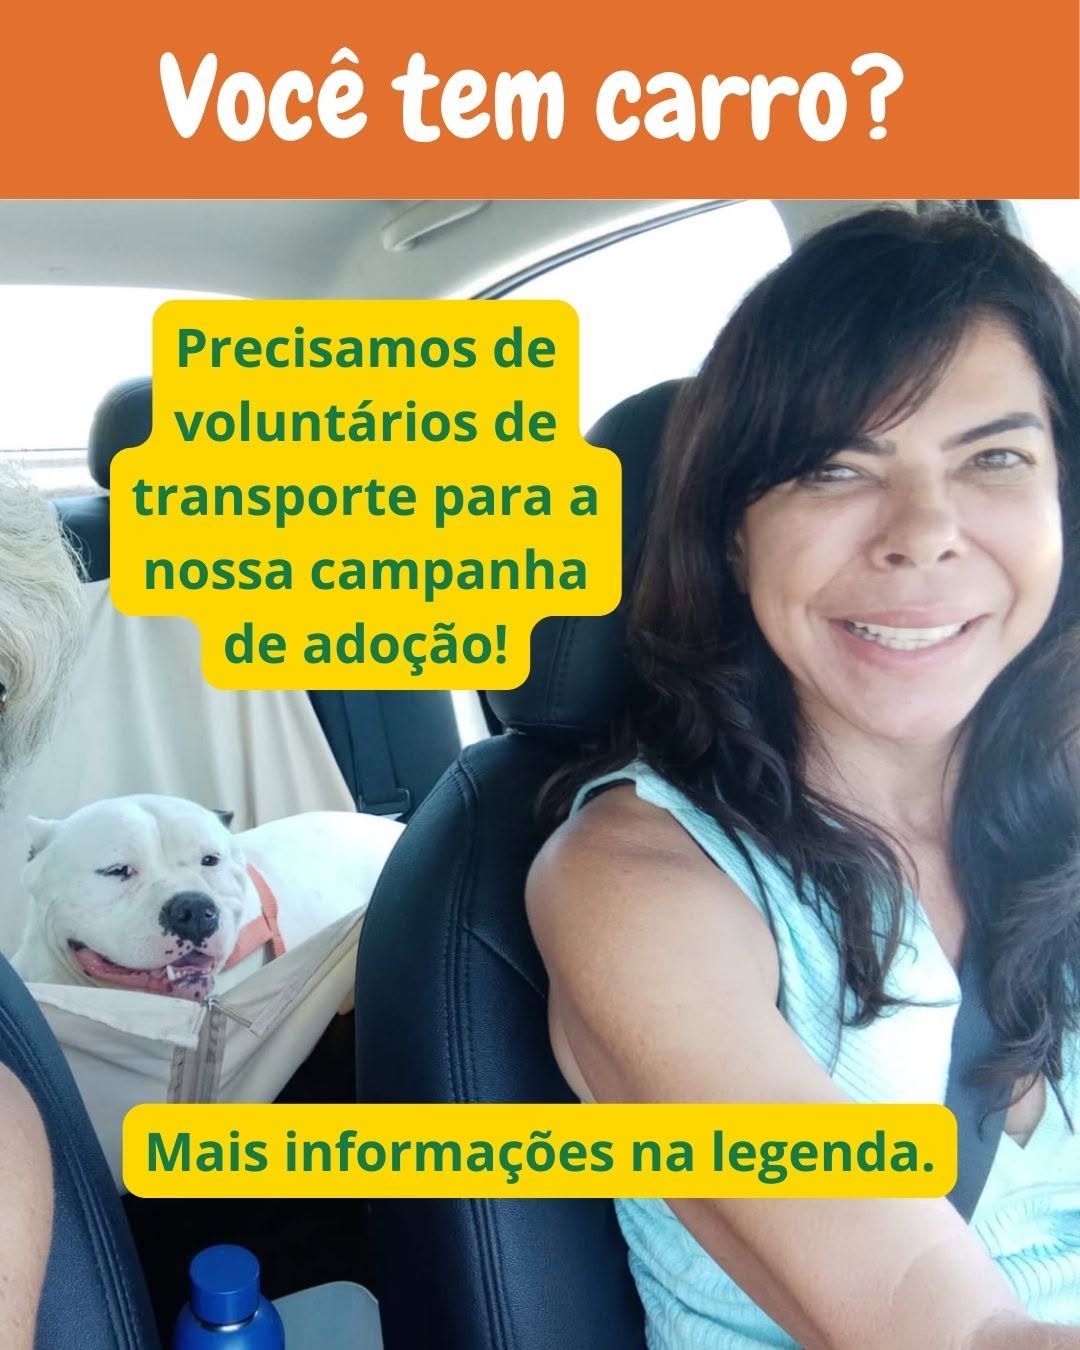 Você tem carro?
Precisamos de
voluntários de
transporte para a
nossa campanha
de adoção!
Mais informações na legenda.